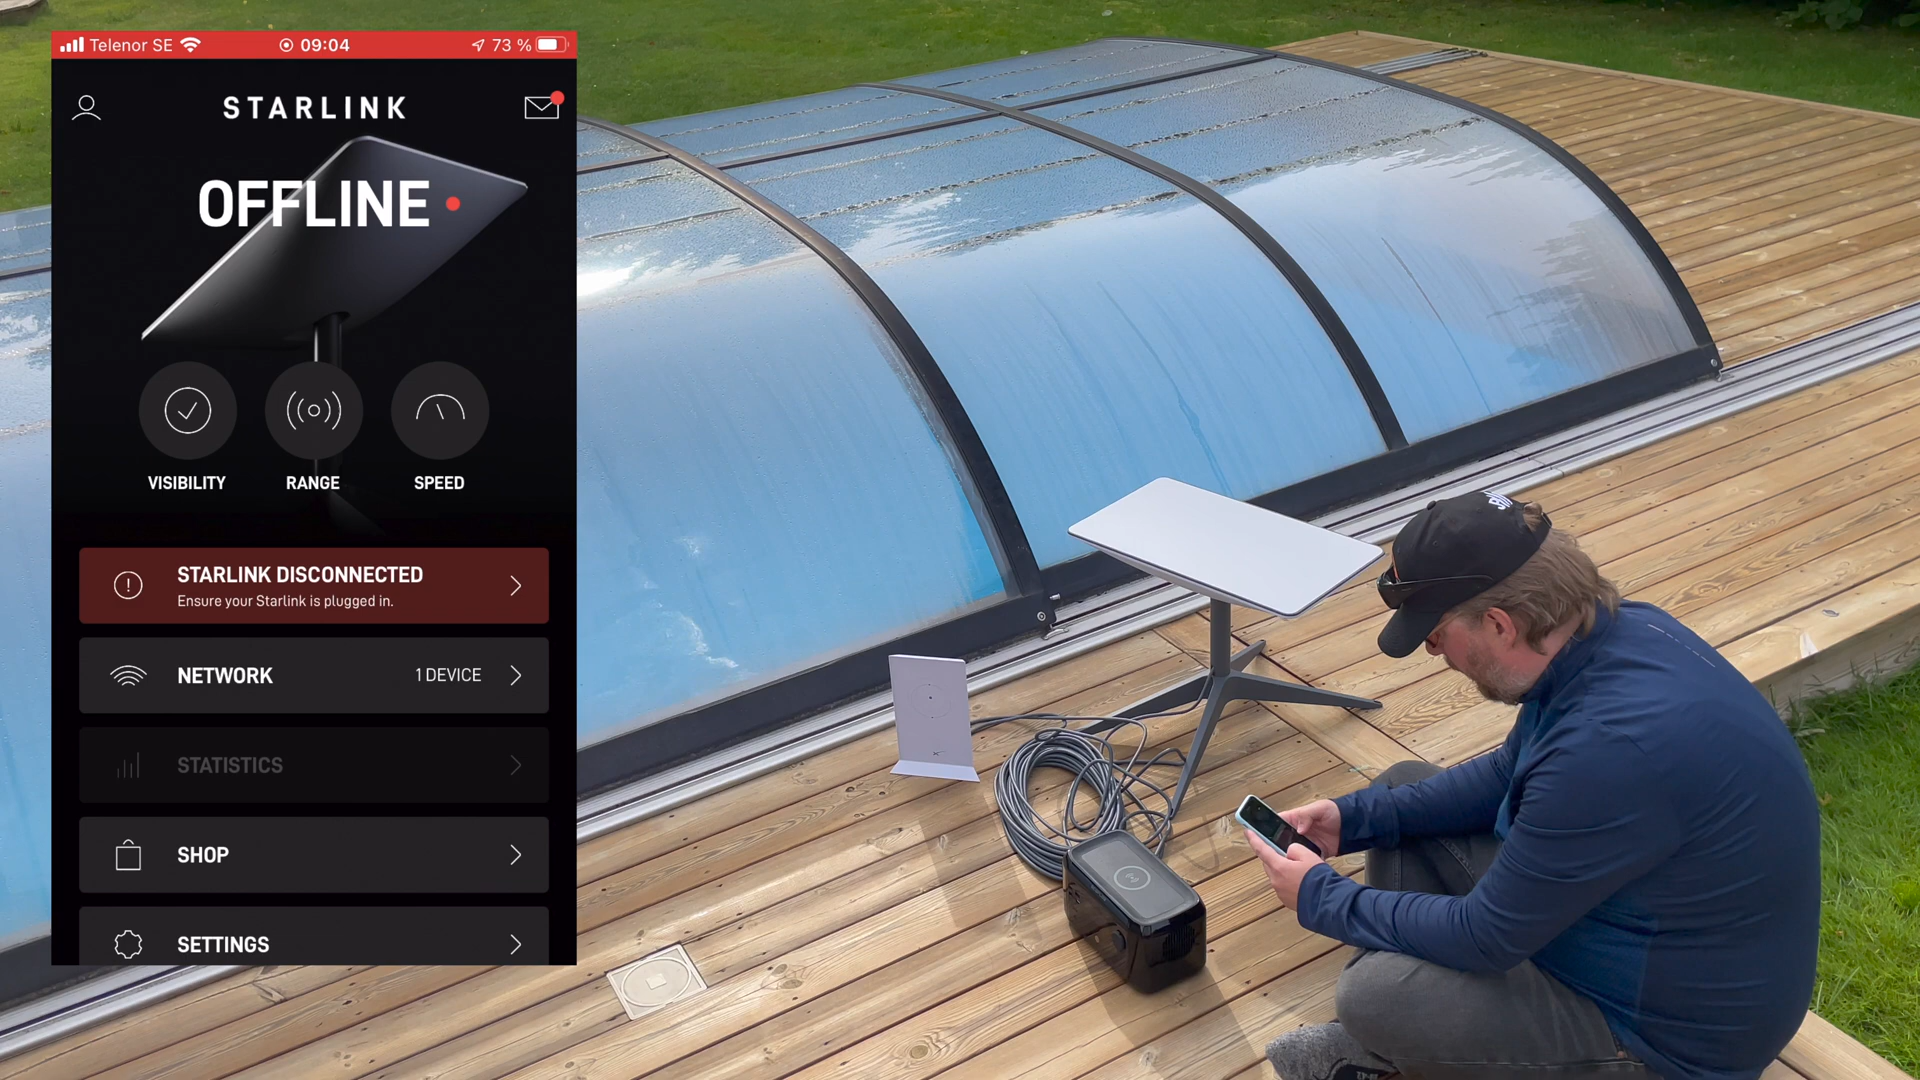 Telenor SE 09:04 73 %
STARLINK
OFFLINE
VISIBILITY RANGE SPEED
STARLINK DISCONNECTED
Ensure your Starlink is plugged in.
NETWORK 1 DEVICE
STATISTICS
SHOP
SETTINGS